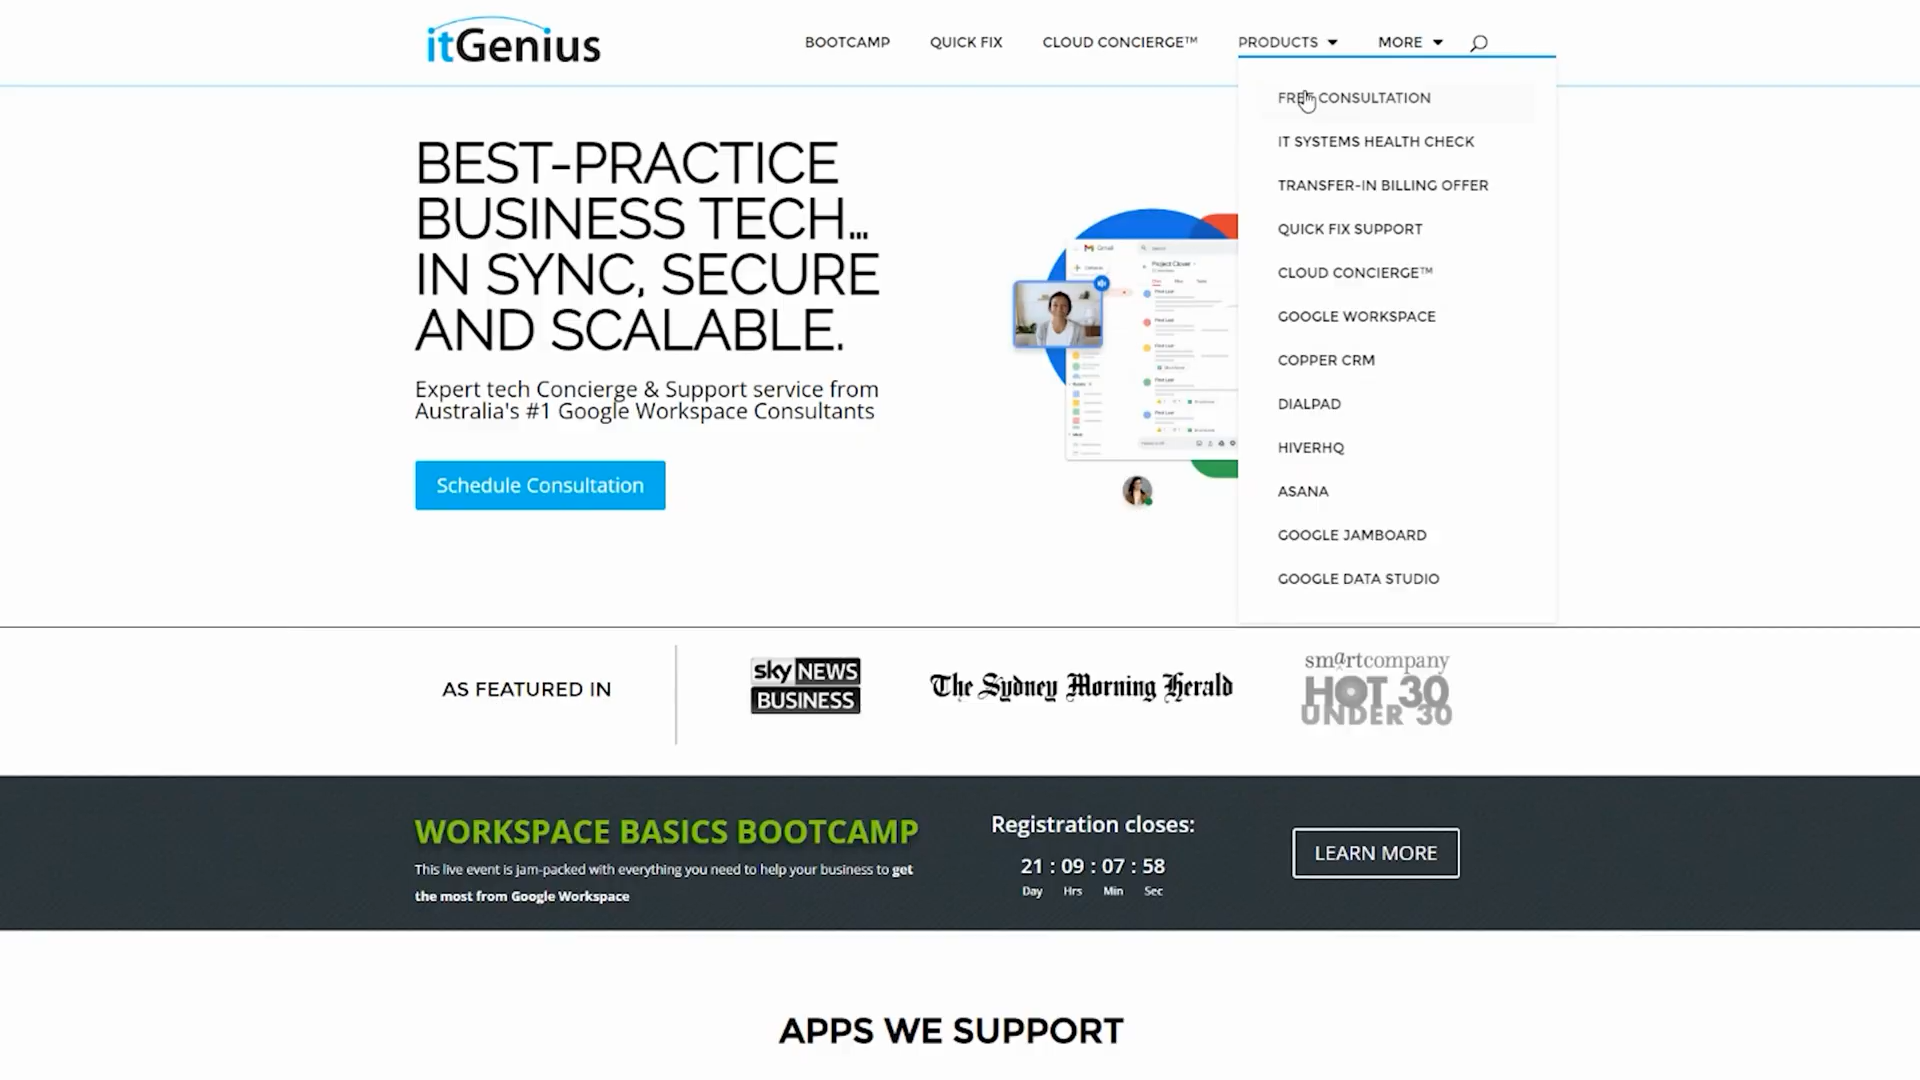 itGenius
BOOTCAMP
QUICK FIX
CLOUD CONCIERGE™
PRODUCTS
MORE
FREE CONSULTATION
IT SYSTEMS HEALTH CHECK
TRANSFER-IN BILLING OFFER
QUICK FIX SUPPORT
CLOUD CONCIERGE™
GOOGLE WORKSPACE
COPPER CRM
DIALPAD
HIVERHQ
ASANA
GOOGLE JAMBOARD
GOOGLE DATA STUDIO
BEST-PRACTICE
BUSINESS TECH...
IN SYNC, SECURE
AND SCALABLE.
Expert tech Concierge & Support service from
Australia's #1 Google Workspace Consultants
Schedule Consultation
Gmail
Project Clover
AS FEATURED IN
sky NEWS
BUSINESS
The Sydney Morning Herald
smartcompany
HOT 30
UNDER 30
WORKSPACE BASICS BOOTCAMP
This live event is jam-packed with everything you need to help your business to get
the most from Google Workspace
Registration closes:
21 : 09 : 07 : 58
Day Hrs Min Sec
LEARN MORE
APPS WE SUPPORT